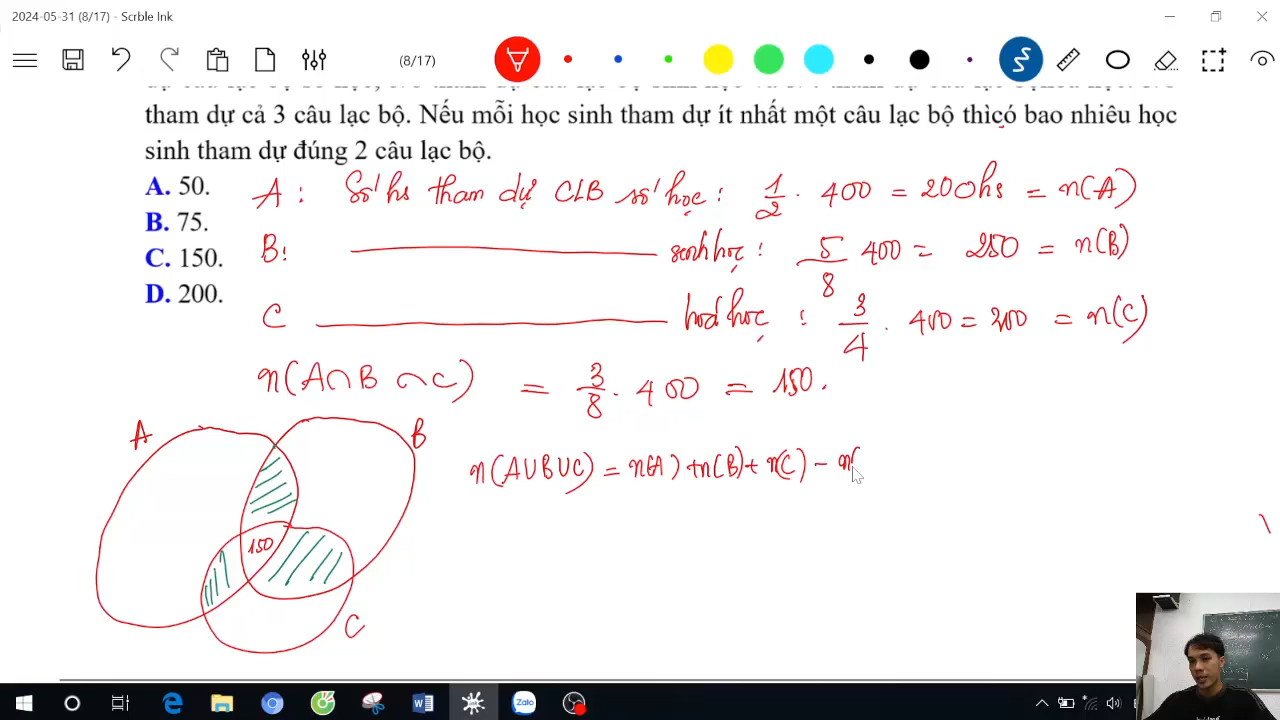 2024-05-31 (8/17) - Scrble Ink
(8/17)
tham dự cả 3 câu lạc bộ. Nếu mỗi học sinh tham dự ít nhất một câu lạc bộ thìcó bao nhiêu học
sinh tham dự đúng 2 câu lạc bộ.
A. 50.
B. 75.
C. 150.
D. 200.
A: Số hs tham dự CLB số học: 1/2 . 400 = 200hs = n(A)
B: sinh học: 5/8 400 = 250 = n(B)
C hoá học : 3/4 . 400 = 300 = n(C)
n(A∩B∩C) = 3/8 . 400 = 150.
A
B
n(A∪B∪C) = n(A) + n(B) + n(C) - n(
150
C
Zalo